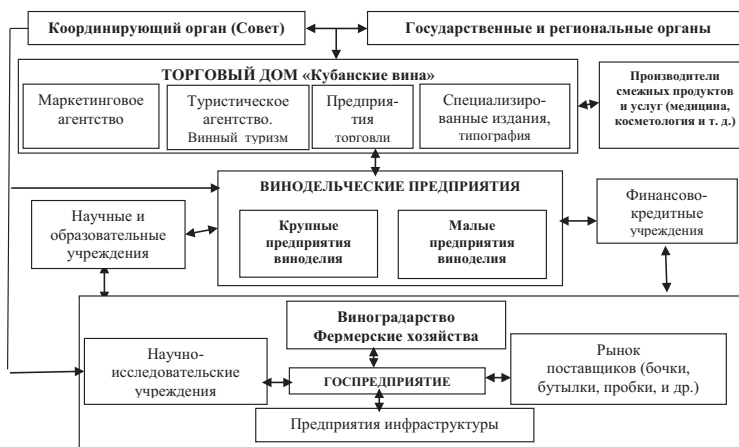 Координирующий орган (Совет)
Государственные и региональные органы
ТОРГОВЫЙ ДОМ «Кубанские вина»
Маркетинговое
агентство
Туристическое
агентство.
Винный туризм
Предприя-
тия
торговли
Специализиро-
ванные издания,
типография
Производители
смежных продуктов
и услуг (медицина,
косметология и т. д.)
ВИНОДЕЛЬЧЕСКИЕ ПРЕДПРИЯТИЯ
Научные и
образовательные
учреждения
Крупные
предприятия
виноделия
Малые
предприятия
виноделия
Финансово-
кредитные
учреждения
Виноградарство
Фермерские хозяйства
Научно-
исследовательские
учреждения
ГОСПРЕДПРИЯТИЕ
Рынок
поставщиков (бочки,
бутылки, пробки, и др.)
Предприятия инфраструктуры